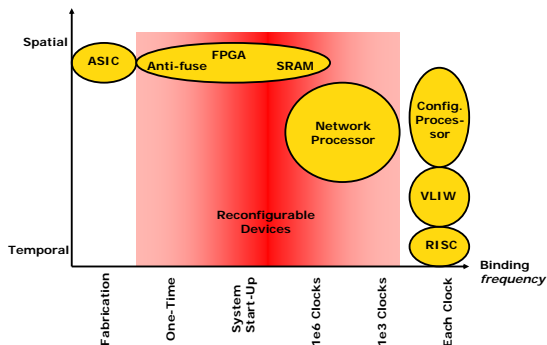 Spatial
ASIC
FPGA
Anti-fuse
SRAM
Network
Processor
Config.
Proces-
sor
VLIW
RISC
Reconfigurable
Devices
Temporal
Binding
frequency
Fabrication
One-Time
System
Start-Up
1e6 Clocks
1e3 Clocks
Each Clock